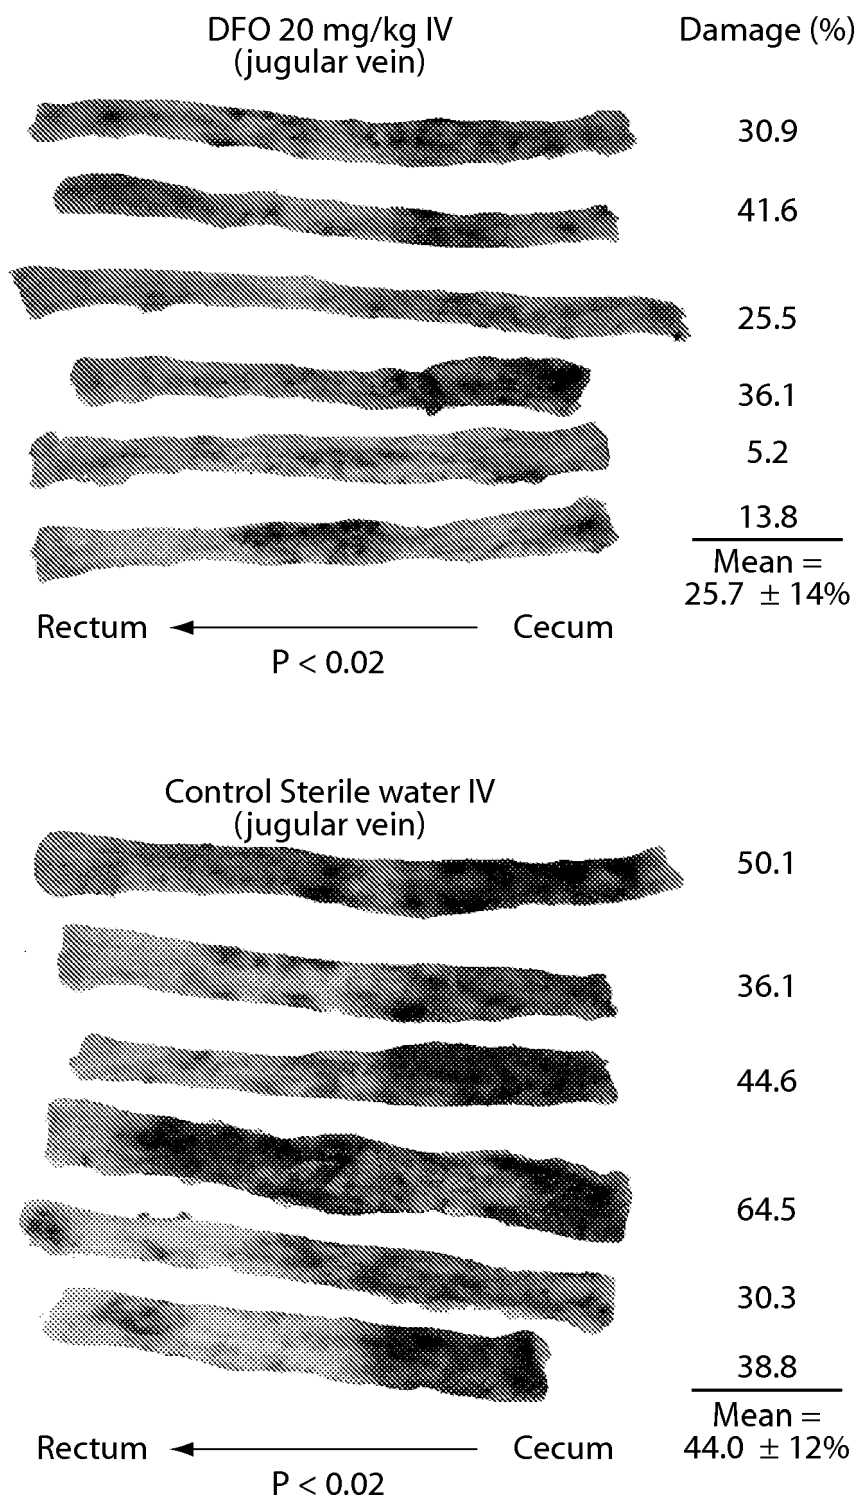 DFO 20 mg/kg IV
(jugular vein)
Damage (%)
30.9
41.6
25.5
36.1
5.2
13.8
Mean =
25.7 ± 14%
Rectum Cecum
P < 0.02
Control Sterile water IV
(jugular vein)
50.1
36.1
44.6
64.5
30.3
38.8
Mean =
44.0 ± 12%
Rectum Cecum
P < 0.02